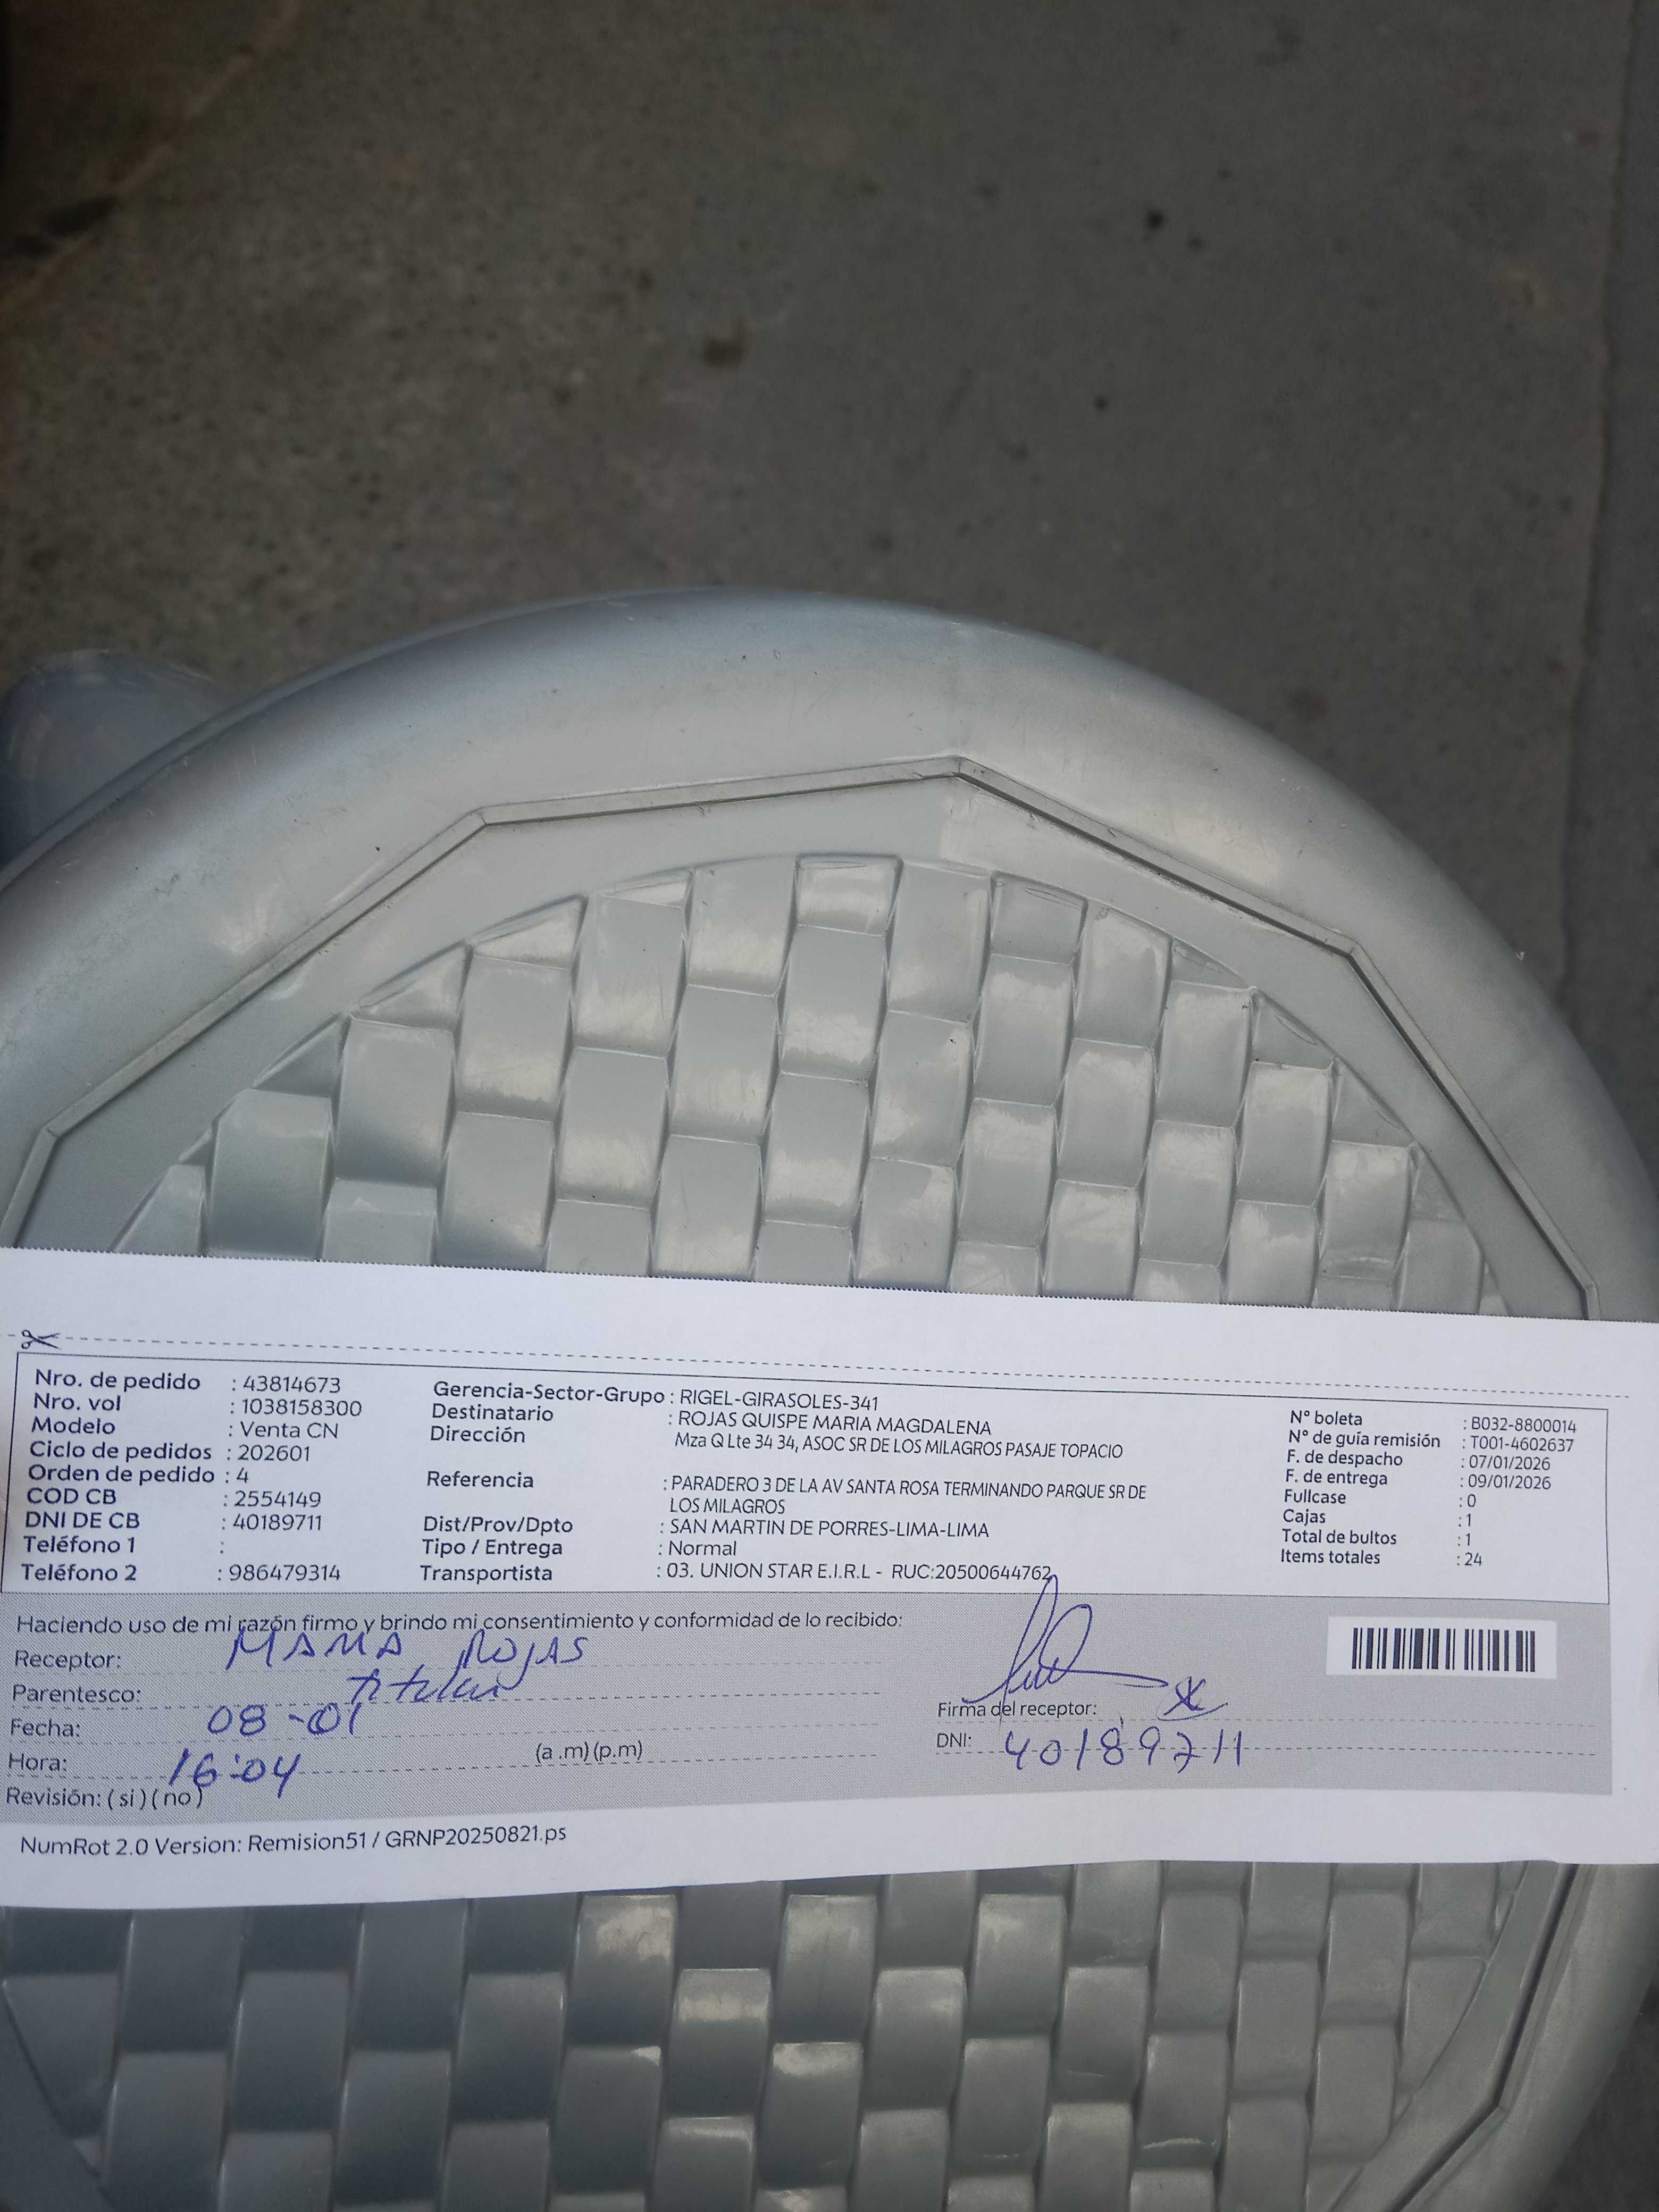 Nro. de pedido : 43814673
Nro. vol : 1038158300
Modelo : Venta CN
Ciclo de pedidos : 202601
Orden de pedido : 4
COD CB : 2554149
DNI DE CB : 40189711
Teléfono 1 :
Teléfono 2 : 986479314
Gerencia-Sector-Grupo : RIGEL-GIRASOLES-341
Destinatario : ROJAS QUISPE MARIA MAGDALENA
Dirección Mza Q Lte 34 34, ASOC SR DE LOS MILAGROS PASAJE TOPACIO
Referencia : PARADERO 3 DE LA AV SANTA ROSA TERMINANDO PARQUE SR DE
LOS MILAGROS
Dist/Prov/Dpto : SAN MARTIN DE PORRES-LIMA-LIMA
Tipo / Entrega : Normal
Transportista : 03. UNION STAR E.I.R.L - RUC:20500644762
N° boleta : B032-8800014
N° de guía remisión : T001-4602637
F. de despacho : 07/01/2026
F. de entrega : 09/01/2026
Fullcase : 0
Cajas : 1
Total de bultos : 1
Items totales : 24
Haciendo uso de mi razón firmo y brindo mi consentimiento y conformidad de lo recibido:
Receptor: ROJAS
Parentesco: titular
Fecha: 08-01
Hora: 16:04 (a .m) (p.m)
Revisión: ( si ) ( no )
Firma del receptor:
DNI: 40189711
NumRot 2.0 Version: Remision51 / GRNP20250821.ps